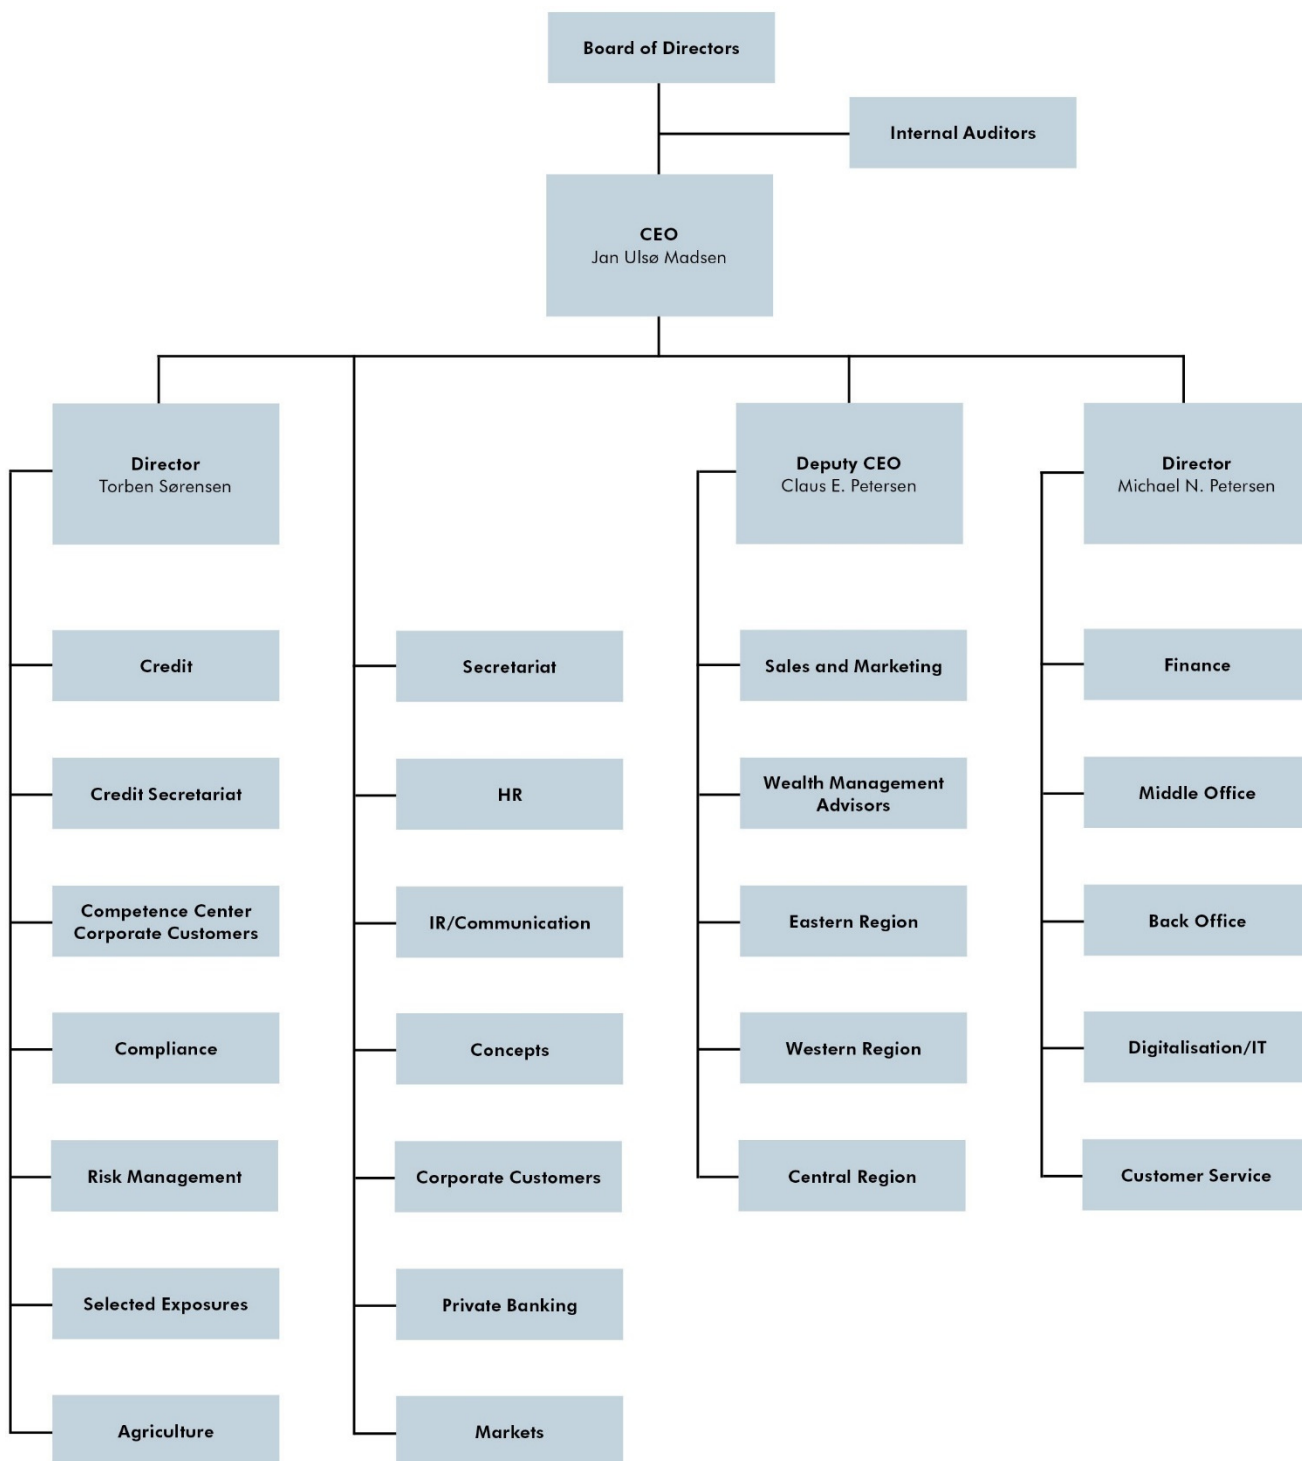 Board of Directors
Internal Auditors
CEO
Jan Ulsø Madsen
Director
Torben Sørensen
Deputy CEO
Claus E. Petersen
Director
Michael N. Petersen
Credit
Secretariat
Sales and Marketing
Finance
Credit Secretariat
HR
Wealth Management
Advisors
Middle Office
Competence Center
Corporate Customers
IR/Communication
Eastern Region
Back Office
Compliance
Concepts
Western Region
Digitalisation/IT
Risk Management
Corporate Customers
Central Region
Customer Service
Selected Exposures
Private Banking
Agriculture
Markets